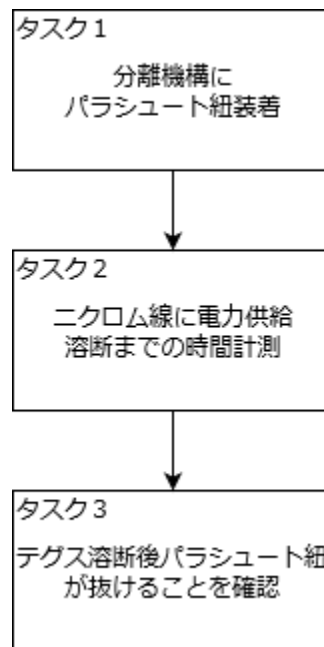 タスク1
分離機構に
パラシュート紐装着
タスク2
ニクロム線に電力供給
溶断までの時間計測
タスク3
テグス溶断後パラシュート紐
が抜けることを確認